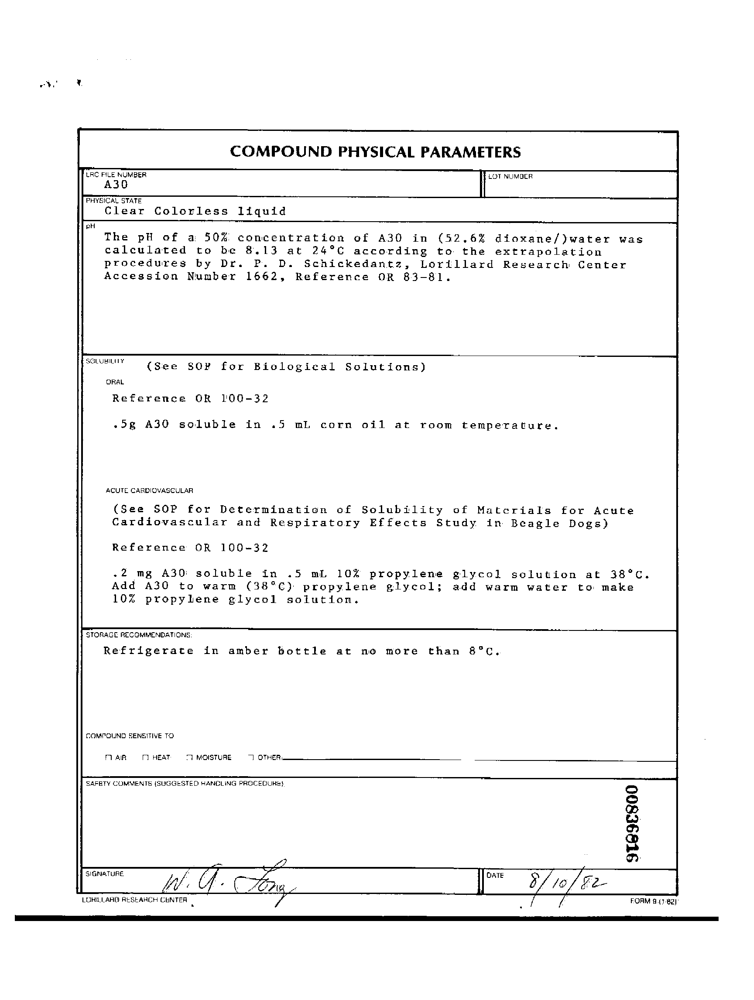 COMPOUND PHYSICAL PARAMETERS
LRC FILE NUMBER
A30
LOT NUMBER
PHYSICAL STATE
Clear Colorless liquid
pH
The pH of a 50% concentration of A30 in (52.6% dioxane/)water was
calculated to be 8.13 at 24°C according to the extrapolation
procedures by Dr. P. D. Schickedantz, Lorillard Research Center
Accession Number 1662, Reference OR 83-81.
SOLUBILITY
(See SOP for Biological Solutions)
ORAL
Reference OR 100-32
.5g A30 soluble in .5 mL corn oil at room temperature.
ACUTE CARDIOVASCULAR
(See SOP for Determination of Solubility of Materials for Acute
Cardiovascular and Respiratory Effects Study in Beagle Dogs)
Reference OR 100-32
.2 mg A30 soluble in .5 mL 10% propylene glycol solution at 38°C.
Add A30 to warm (38°C) propylene glycol; add warm water to make
10% propylene glycol solution.
STORAGE RECOMMENDATIONS:
Refrigerate in amber bottle at no more than 8°C.
COMPOUND SENSITIVE TO
AIR HEAT MOISTURE OTHER
SAFETY COMMENTS (SUGGESTED HANDLING PROCEDURE)
00836816
SIGNATURE
W. A. Long
DATE
8/10/82
LORILLARD RESEARCH CENTER
FORM 9 (1-82)